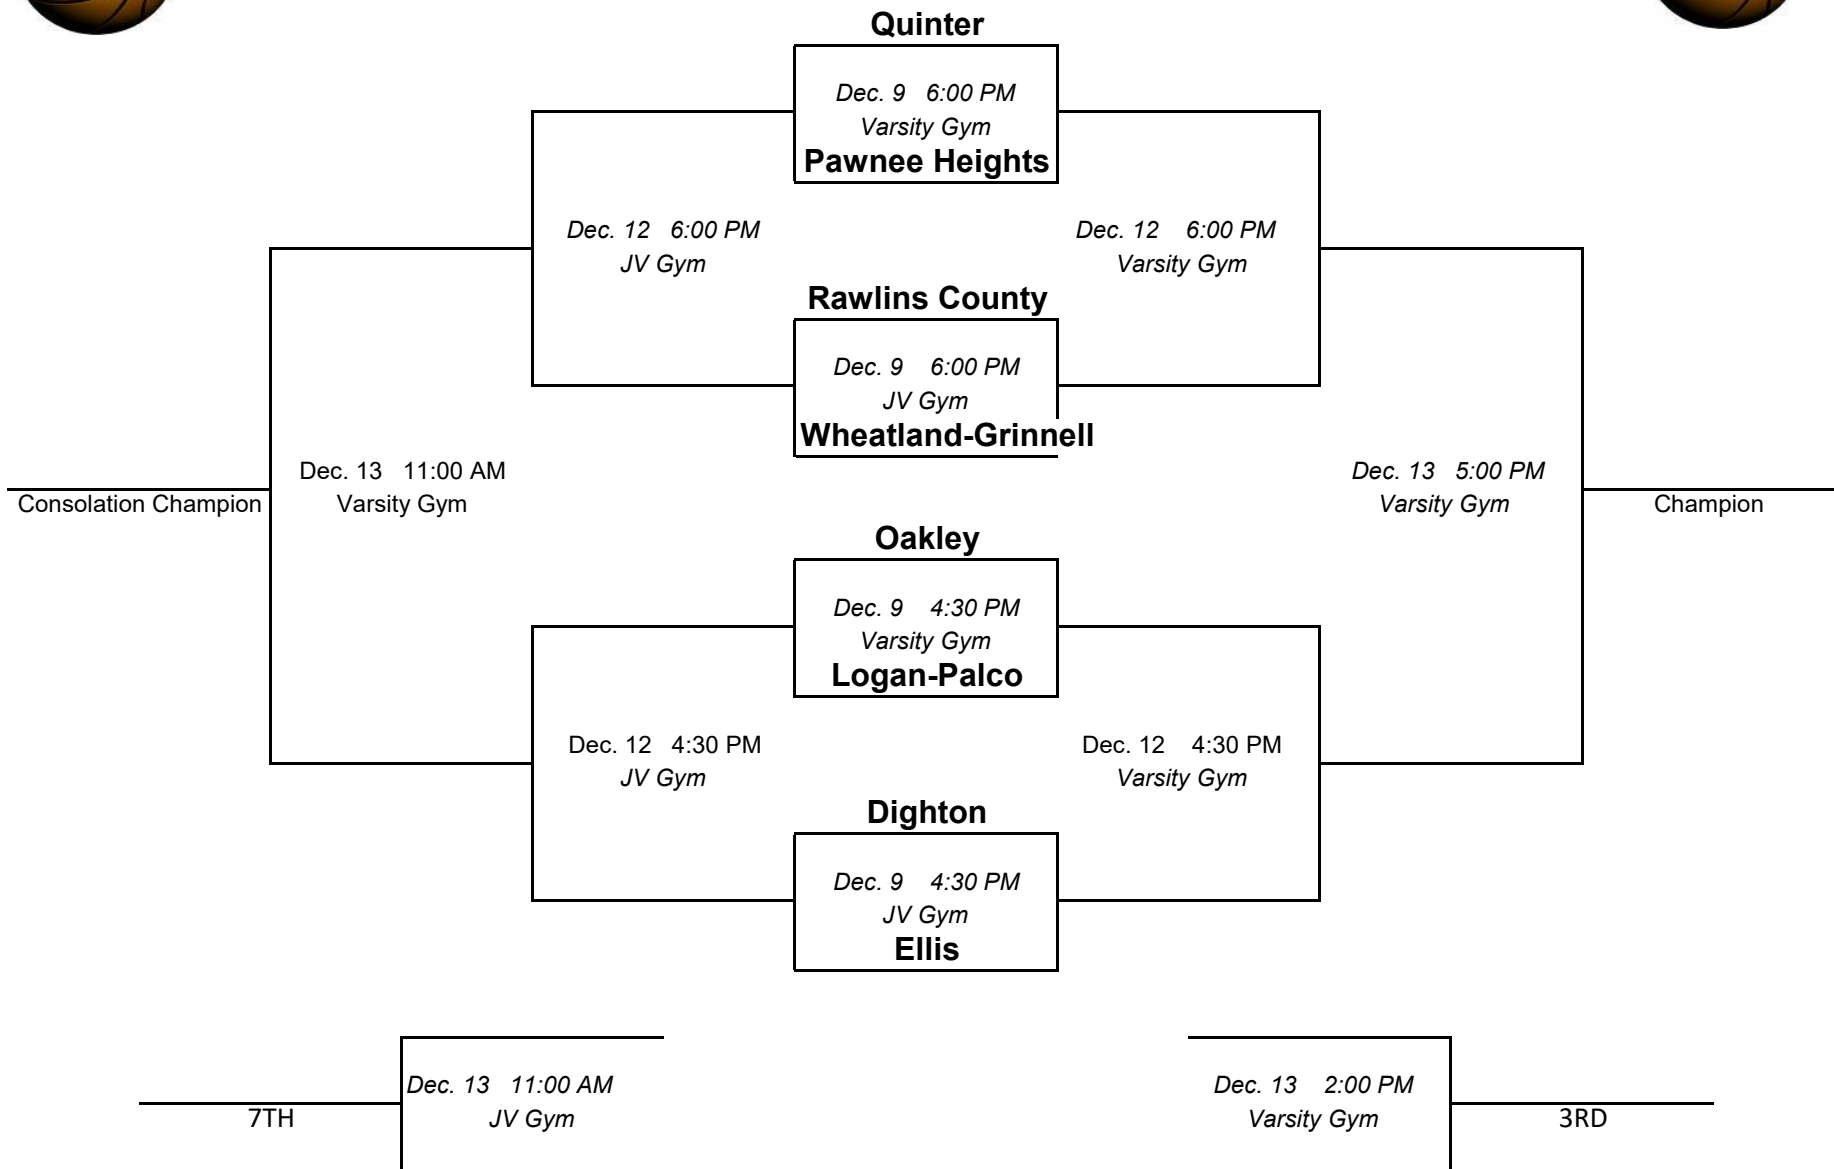 Quinter
Dec. 9 6:00 PM
Varsity Gym
Pawnee Heights
Dec. 12 6:00 PM
JV Gym
Dec. 12 6:00 PM
Varsity Gym
Rawlins County
Dec. 9 6:00 PM
JV Gym
Wheatland-Grinnell
Dec. 13 11:00 AM
Varsity Gym
Consolation Champion
Dec. 13 5:00 PM
Varsity Gym
Champion
Oakley
Dec. 9 4:30 PM
Varsity Gym
Logan-Palco
Dec. 12 4:30 PM
JV Gym
Dec. 12 4:30 PM
Varsity Gym
Dighton
Dec. 9 4:30 PM
JV Gym
Ellis
Dec. 13 11:00 AM
JV Gym
7TH
Dec. 13 2:00 PM
Varsity Gym
3RD